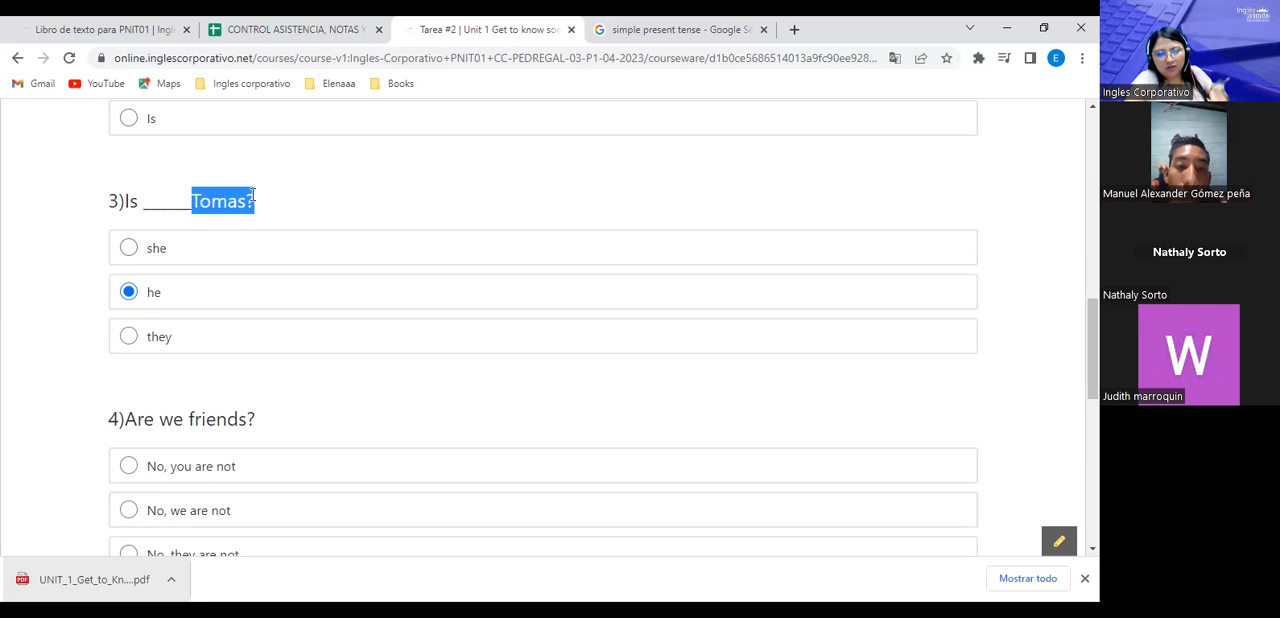 Libro de texto para PNIT01 | Ingl
CONTROL ASISTENCIA, NOTAS Y
Tarea #2 | Unit 1 Get to know so
simple present tense - Google Se
online.inglescorporativo.net/courses/course-v1:Ingles-Corporativo+PNIT01+CC-PEDREGAL-03-P1-04-2023/courseware/d1b0ce5686514013a9fc90ee928...
E
Gmail
YouTube
Maps
Ingles corporativo
Elenaaa
Books
Is
3)Is _____Tomas?
she
he
they
4)Are we friends?
No, you are not
No, we are not
No, they are not
UNIT_1_Get_to_Kn....pdf
Mostrar todo
Ingles Corporativo
Manuel Alexander Gómez peña
Nathaly Sorto
Nathaly Sorto
W
Judith marroquin